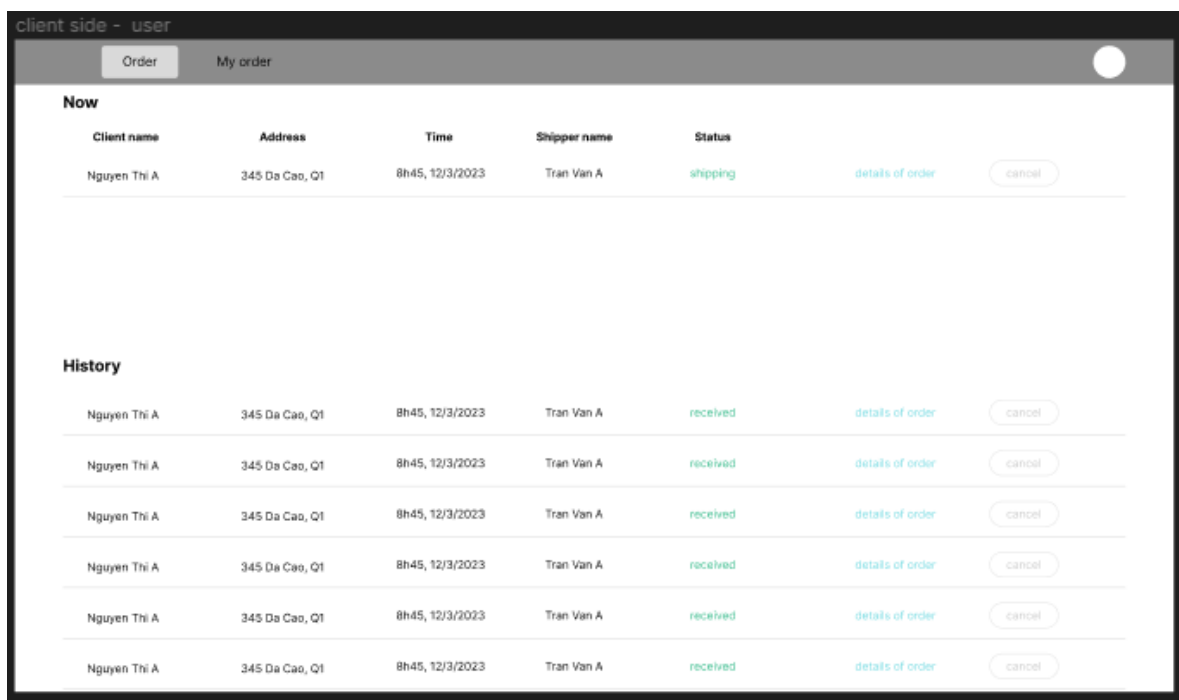 client side - user
Order My order
Now
Client name Address Time Shipper name Status
Nguyen Thi A 345 Da Cao, Q1 8h45, 12/3/2023 Tran Van A shipping details of order cancel
History
Nguyen Thi A 345 Da Cao, Q1 8h45, 12/3/2023 Tran Van A received details of order cancel
Nguyen Thi A 345 Da Cao, Q1 8h45, 12/3/2023 Tran Van A received details of order cancel
Nguyen Thi A 345 Da Cao, Q1 8h45, 12/3/2023 Tran Van A received details of order cancel
Nguyen Thi A 345 Da Cao, Q1 8h45, 12/3/2023 Tran Van A received details of order cancel
Nguyen Thi A 345 Da Cao, Q1 8h45, 12/3/2023 Tran Van A received details of order cancel
Nguyen Thi A 345 Da Cao, Q1 8h45, 12/3/2023 Tran Van A received details of order cancel